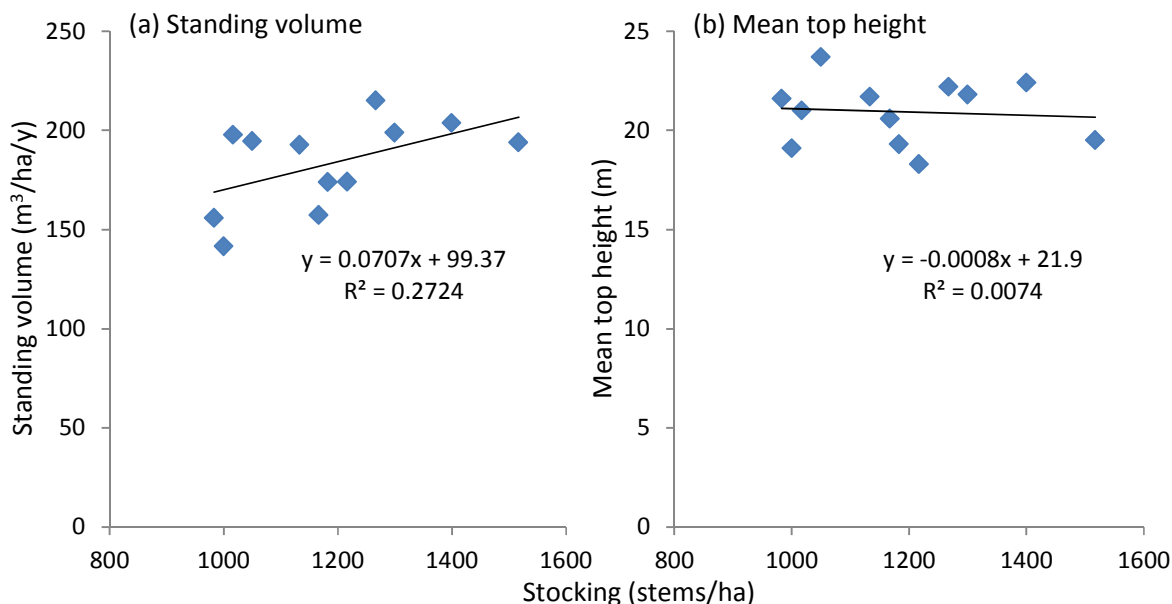 (a) Standing volume
Standing volume (m³/ha/y)
250
200
150
100
50
0
y = 0.0707x + 99.37
R² = 0.2724
800 1000 1200 1400 1600
(b) Mean top height
Mean top height (m)
25
20
15
10
5
0
y = -0.0008x + 21.9
R² = 0.0074
800 1000 1200 1400 1600
Stocking (stems/ha)